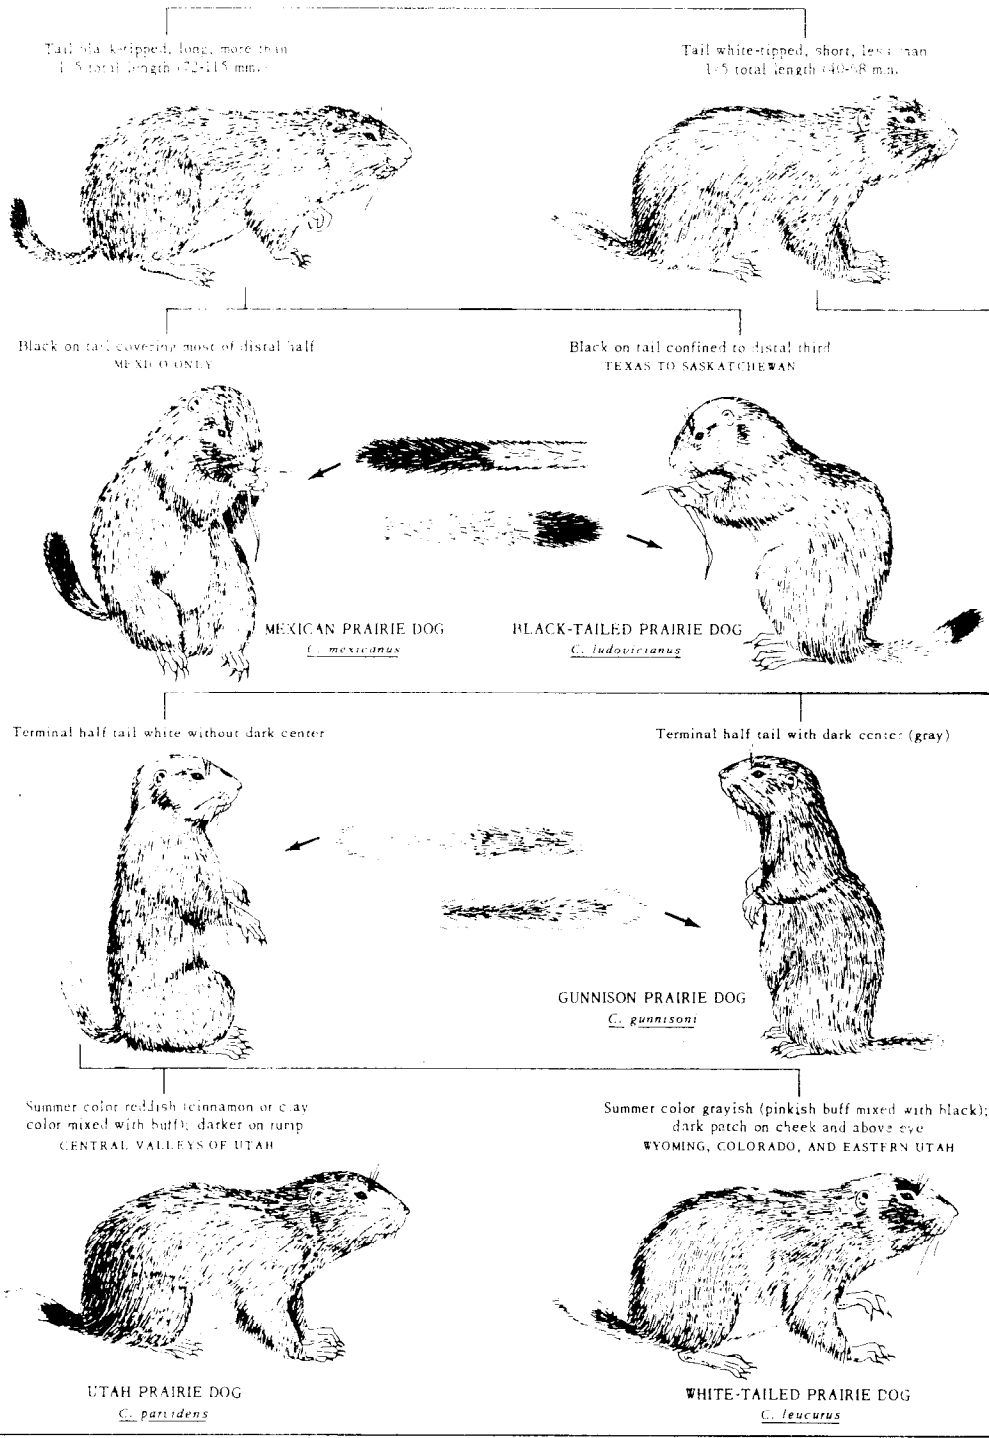 Tail black-tipped, long, more than
1/5 total length (72-115 mm.)
Tail white-tipped, short, less than
1/5 total length (40-68 mm.
Black on tail covering most of distal half
MEXICO ONLY
Black on tail confined to distal third
TEXAS TO SASKATCHEWAN
MEXICAN PRAIRIE DOG
C. mexicanus
BLACK-TAILED PRAIRIE DOG
C. ludovicianus
Terminal half tail white without dark center
Terminal half tail with dark center (gray)
GUNNISON PRAIRIE DOG
C. gunnisoni
Summer color reddish (cinnamon or clay
color mixed with buff); darker on rump
CENTRAL VALLEYS OF UTAH
Summer color grayish (pinkish buff mixed with black);
dark patch on cheek and above eye
WYOMING, COLORADO, AND EASTERN UTAH
UTAH PRAIRIE DOG
C. parvidens
WHITE-TAILED PRAIRIE DOG
C. leucurus